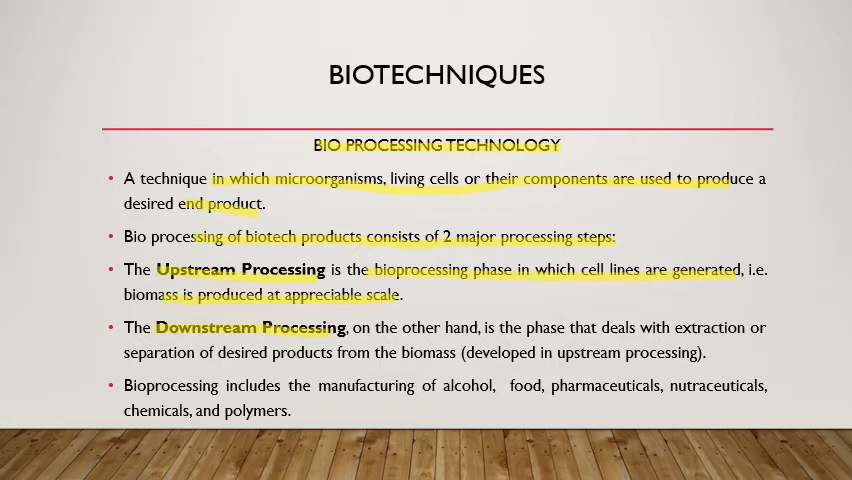 BIOTECHNIQUES
BIO PROCESSING TECHNOLOGY
• A technique in which microorganisms, living cells or their components are used to produce a
desired end product.
• Bio processing of biotech products consists of 2 major processing steps:
• The Upstream Processing is the bioprocessing phase in which cell lines are generated, i.e.
biomass is produced at appreciable scale.
• The Downstream Processing, on the other hand, is the phase that deals with extraction or
separation of desired products from the biomass (developed in upstream processing).
• Bioprocessing includes the manufacturing of alcohol, food, pharmaceuticals, nutraceuticals,
chemicals, and polymers.